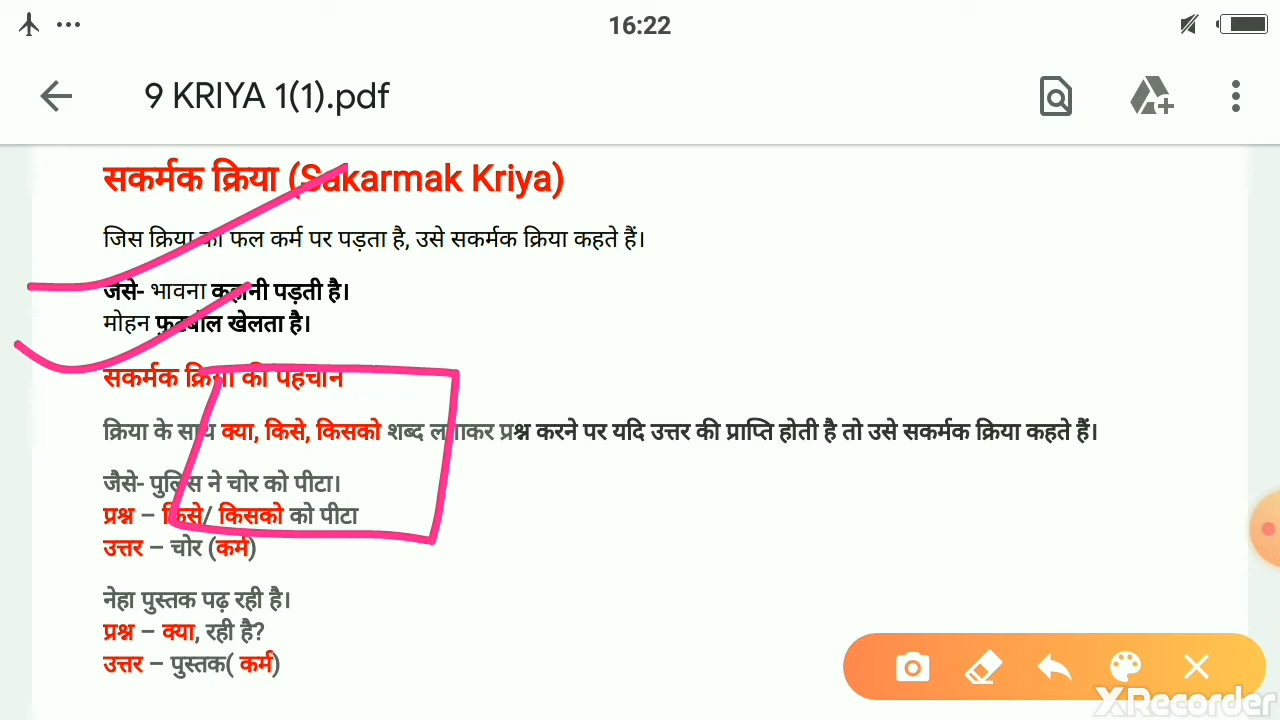 16:22
9 KRIYA 1(1).pdf
सकर्मक क्रिया (Sakarmak Kriya)
जिस क्रिया का फल कर्म पर पड़ता है, उसे सकर्मक क्रिया कहते हैं।
जैसे- भावना कहानी पड़ती है।
मोहन फुटबॉल खेलता है।
सकर्मक क्रिया की पहचान
क्रिया के साथ क्या, किसे, किसको शब्द लगाकर प्रश्न करने पर यदि उत्तर की प्राप्ति होती है तो उसे सकर्मक क्रिया कहते हैं।
जैसे- पुलिस ने चोर को पीटा।
प्रश्न – किसे/ किसको को पीटा
उत्तर – चोर (कर्म)
नेहा पुस्तक पढ़ रही है।
प्रश्न – क्या, रही है?
उत्तर – पुस्तक( कर्म)
XRecorder